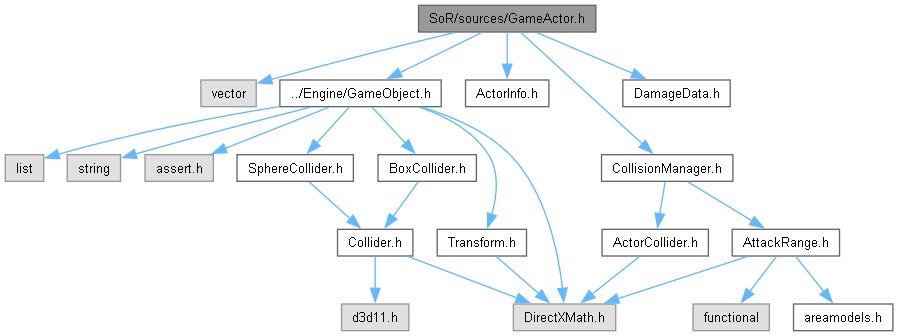 SoR/sources/GameActor.h
vector
../Engine/GameObject.h
ActorInfo.h
DamageData.h
list
string
assert.h
SphereCollider.h
BoxCollider.h
CollisionManager.h
Collider.h
Transform.h
ActorCollider.h
AttackRange.h
d3d11.h
DirectXMath.h
functional
areamodels.h